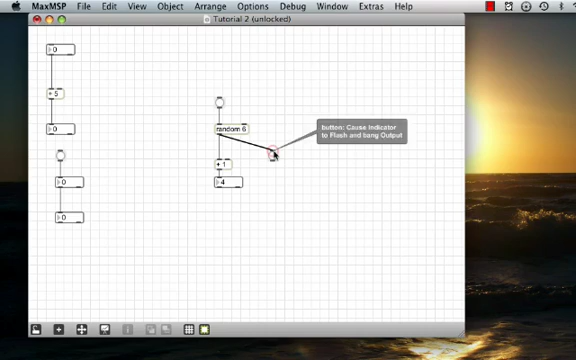 MaxMSP File Edit View Object Arrange Options Debug Window Extras Help
Tutorial 2 (unlocked)
0
+ 5
0
0
0
random 6
+ 1
4
button: Cause Indicator
to Flash and bang Output